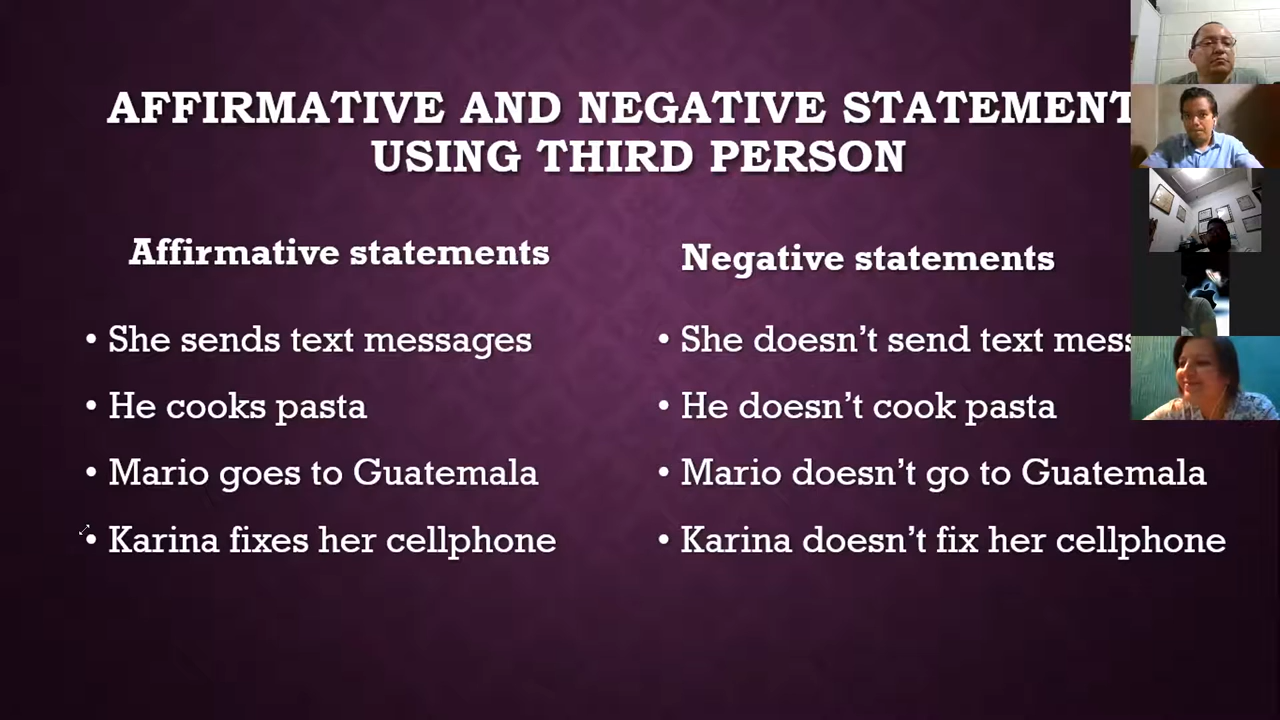 AFFIRMATIVE AND NEGATIVE STATEMENT
USING THIRD PERSON
Affirmative statements
• She sends text messages
• He cooks pasta
• Mario goes to Guatemala
• Karina fixes her cellphone
Negative statements
• She doesn’t send text mess
• He doesn’t cook pasta
• Mario doesn’t go to Guatemala
• Karina doesn’t fix her cellphone